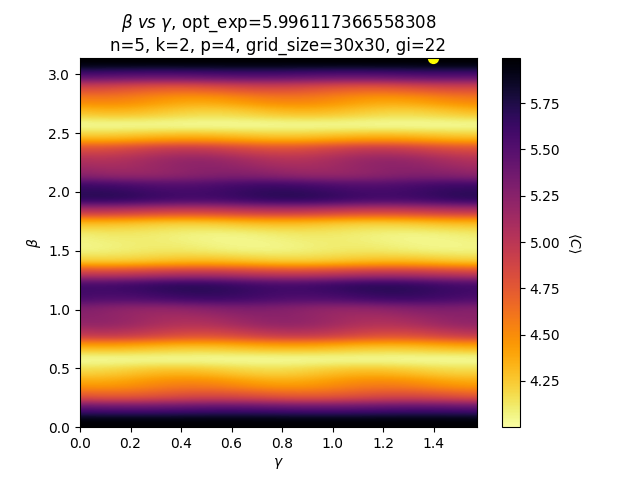 β vs γ, opt_exp=5.996117366558308
n=5, k=2, p=4, grid_size=30x30, gi=22
3.0
2.5
2.0
1.5
1.0
0.5
0.0
β
0.0 0.2 0.4 0.6 0.8 1.0 1.2 1.4
γ
5.75
5.50
5.25
5.00
4.75
4.50
4.25
⟨C⟩